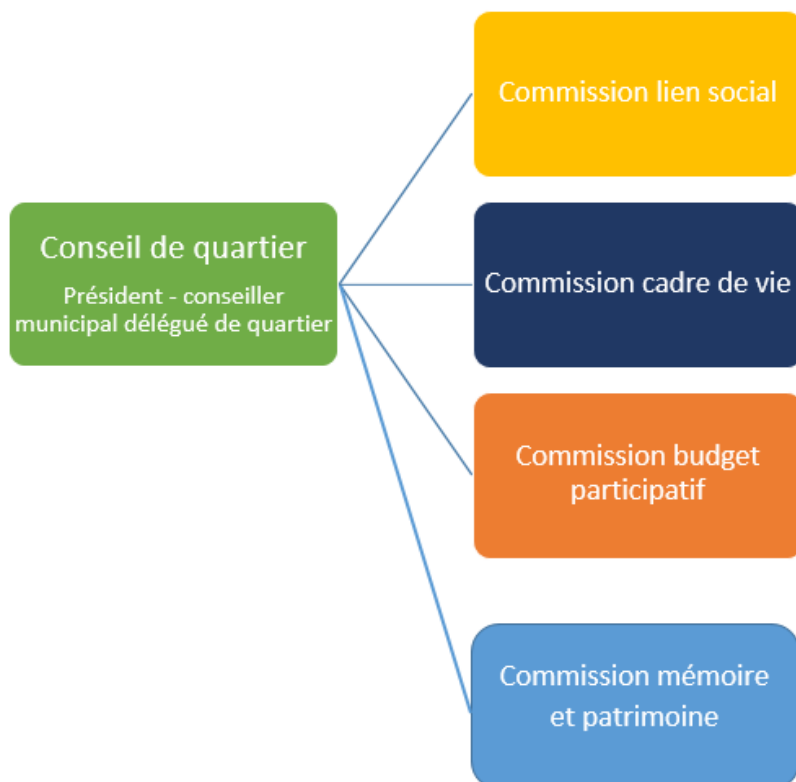 Commission lien social
Conseil de quartier
Président - conseiller
municipal délégué de quartier
Commission cadre de vie
Commission budget
participatif
Commission mémoire
et patrimoine